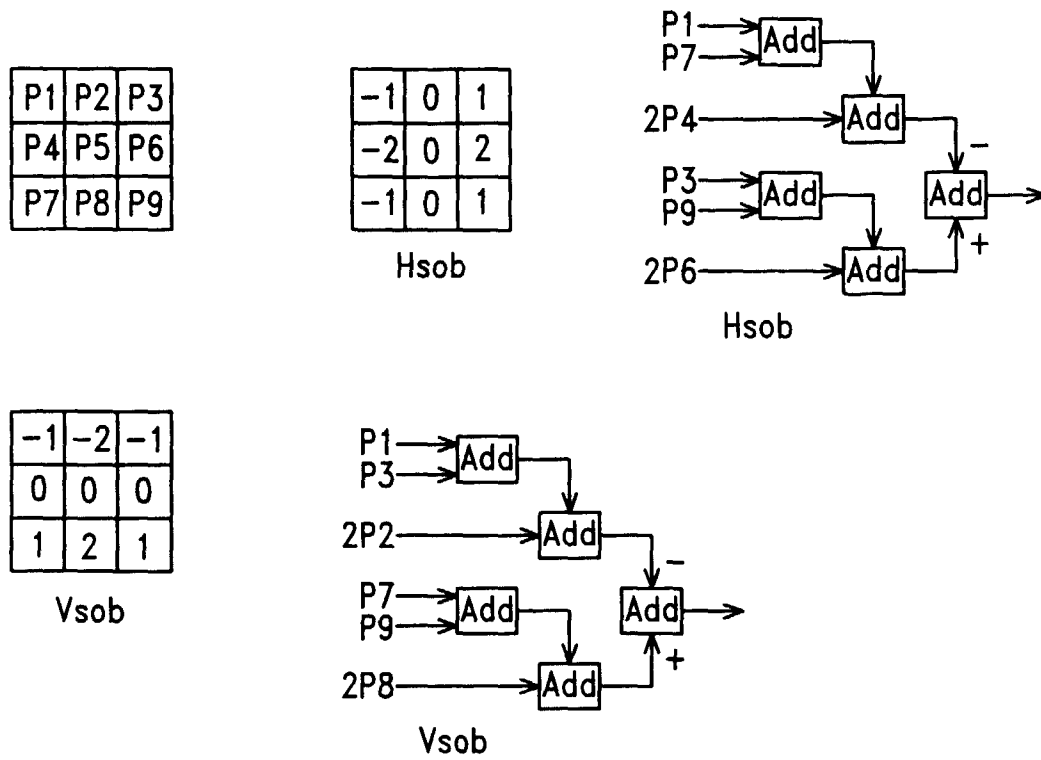 P1 P2 P3
P4 P5 P6
P7 P8 P9
-1 0 1
-2 0 2
-1 0 1
Hsob
P1
P7
Add
2P4
Add
-
P3
P9
Add
Add
+
2P6
Add
Hsob
-1 -2 -1
0 0 0
1 2 1
Vsob
P1
P3
Add
2P2
Add
-
P7
P9
Add
Add
+
2P8
Add
Vsob